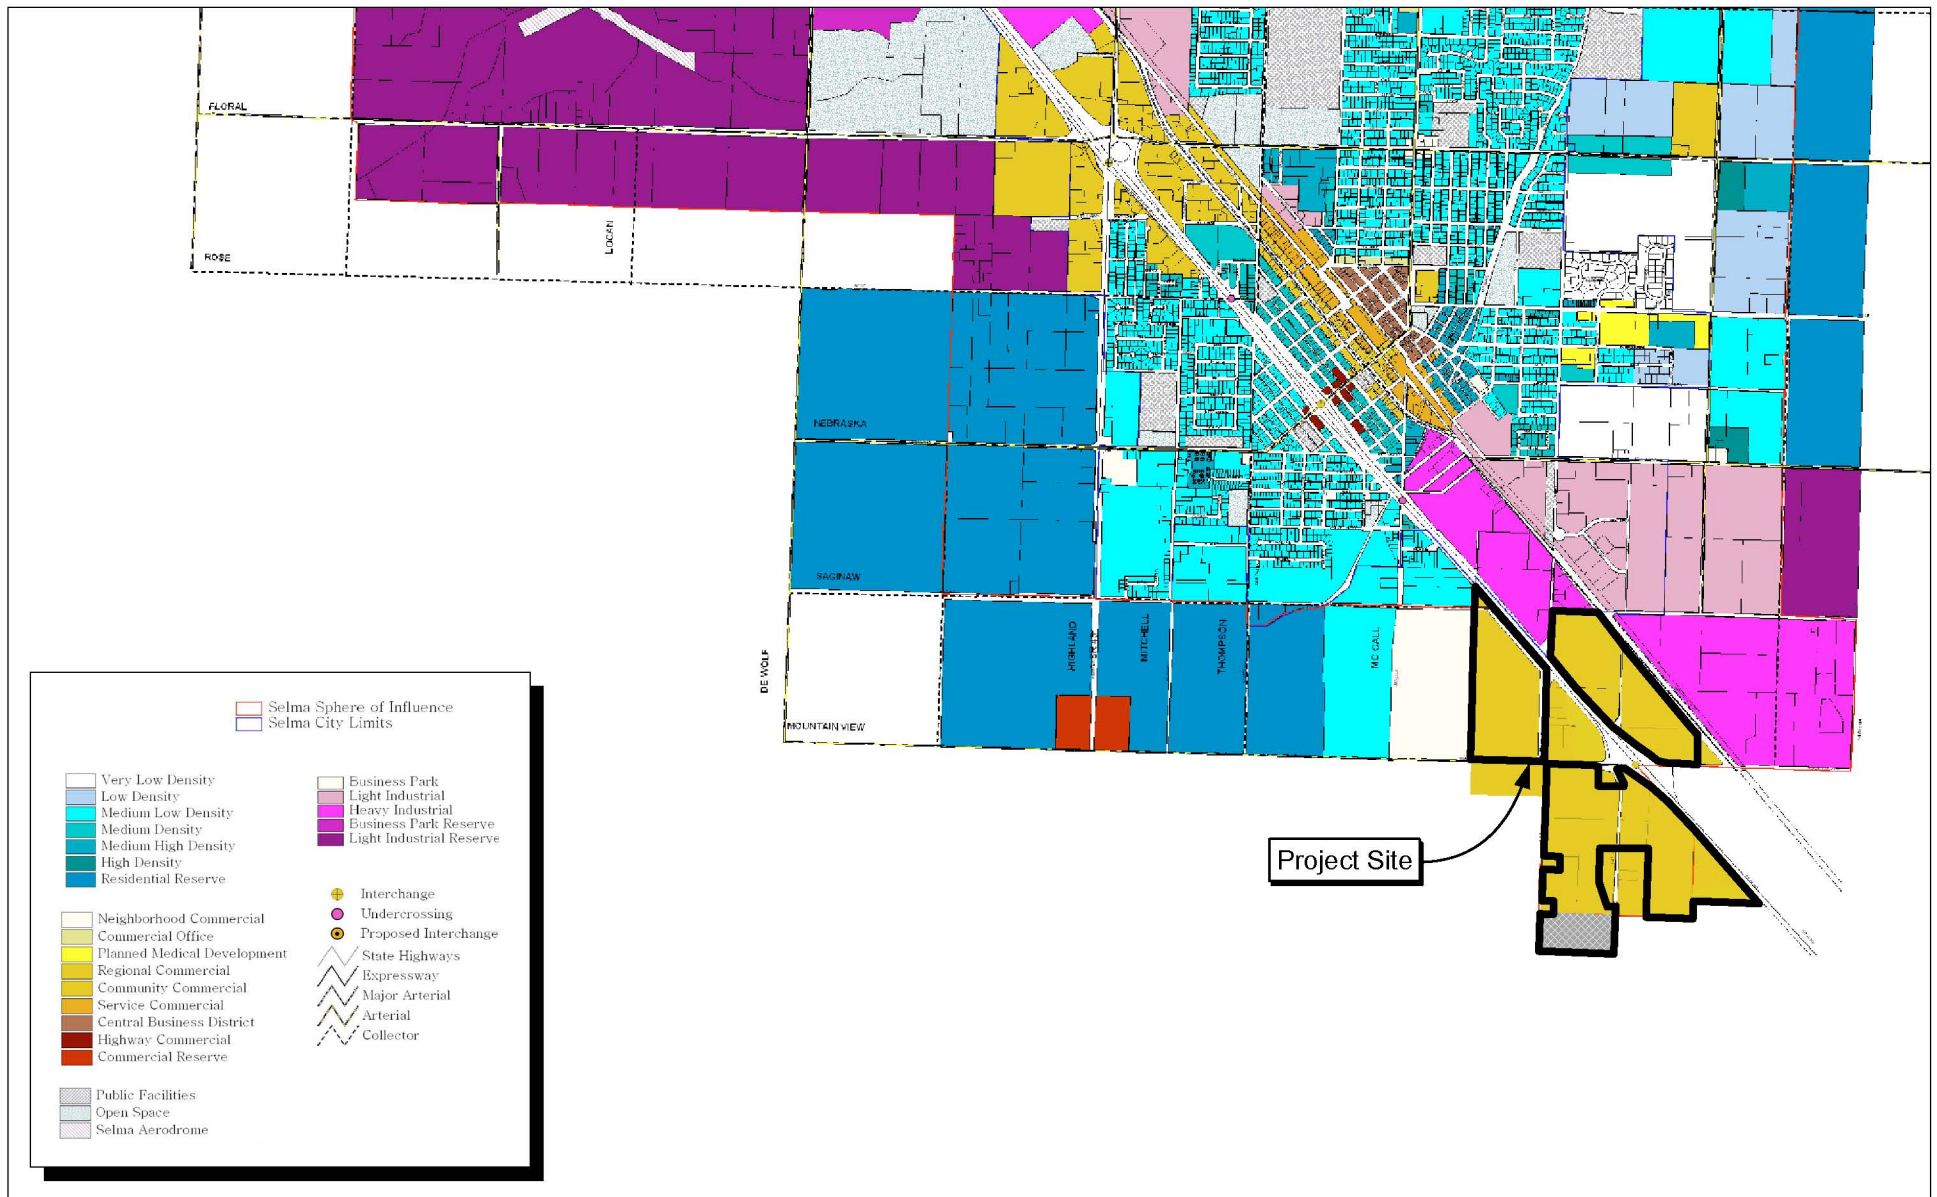 FLORAL
ROSE
LOCAN
NEBRASKA
SAGINAW
DE WOLF
HIGHLAND
MITCHELL
THOMPSON
MC CALL
MOUNTAIN VIEW
Project Site
Selma Sphere of Influence
Selma City Limits
Very Low Density
Low Density
Medium Low Density
Medium Density
Medium High Density
High Density
Residential Reserve
Business Park
Light Industrial
Heavy Industrial
Business Park Reserve
Light Industrial Reserve
Neighborhood Commercial
Commercial Office
Planned Medical Development
Regional Commercial
Community Commercial
Service Commercial
Central Business District
Highway Commercial
Commercial Reserve
Interchange
Undercrossing
Proposed Interchange
State Highways
Expressway
Major Arterial
Arterial
Collector
Public Facilities
Open Space
Selma Aerodrome